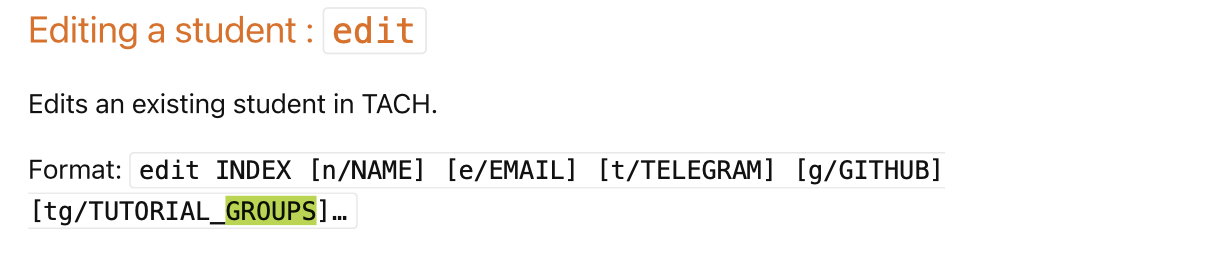 Editing a student : edit
Edits an existing student in TACH.
Format: edit INDEX [n/NAME] [e/EMAIL] [t/TELEGRAM] [g/GITHUB]
[tg/TUTORIAL_GROUPS]…